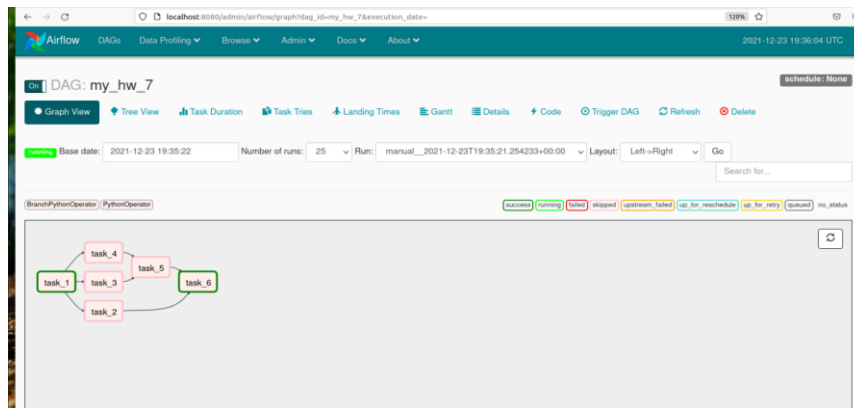 localhost:8080/admin/airflow/graph?dag_id=my_hw_7&execution_date=
120%
Airflow DAGs Data Profiling Browse Admin Docs About 2021-12-23 19:36:04 UTC
On DAG: my_hw_7 schedule: None
Graph View Tree View Task Duration Task Tries Landing Times Gantt Details Code Trigger DAG Refresh Delete
running Base date: 2021-12-23 19:35:22 Number of runs: 25 Run: manual__2021-12-23T19:35:21.254233+00:00 Layout: Left->Right Go
Search for...
BranchPythonOperator PythonOperator success running failed skipped upstream_failed up_for_reschedule up_for_retry queued no_status
task_4
task_5
task_1 task_3 task_6
task_2